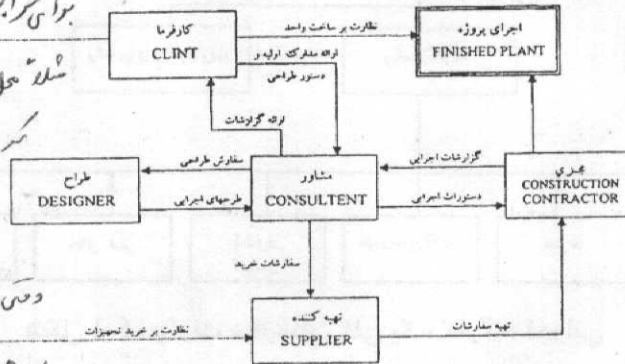 کارفرما
CLINT
نظارت بر ساخت واحد
اجرای پروژه
FINISHED PLANT
ارائه مدارک اولیه و
دستور طراحی
ارائه گزارشات
طراح
DESIGNER
سفارش طراحی
طرحهای اجرایی
مشاور
CONSULTENT
گزارشات اجرایی
دستورات اجرایی
مجری
CONSTRUCTION
CONTRACTOR
سفارشات خرید
نظارت بر خرید تجهیزات
تهیه کننده
SUPPLIER
تهیه سفارشات